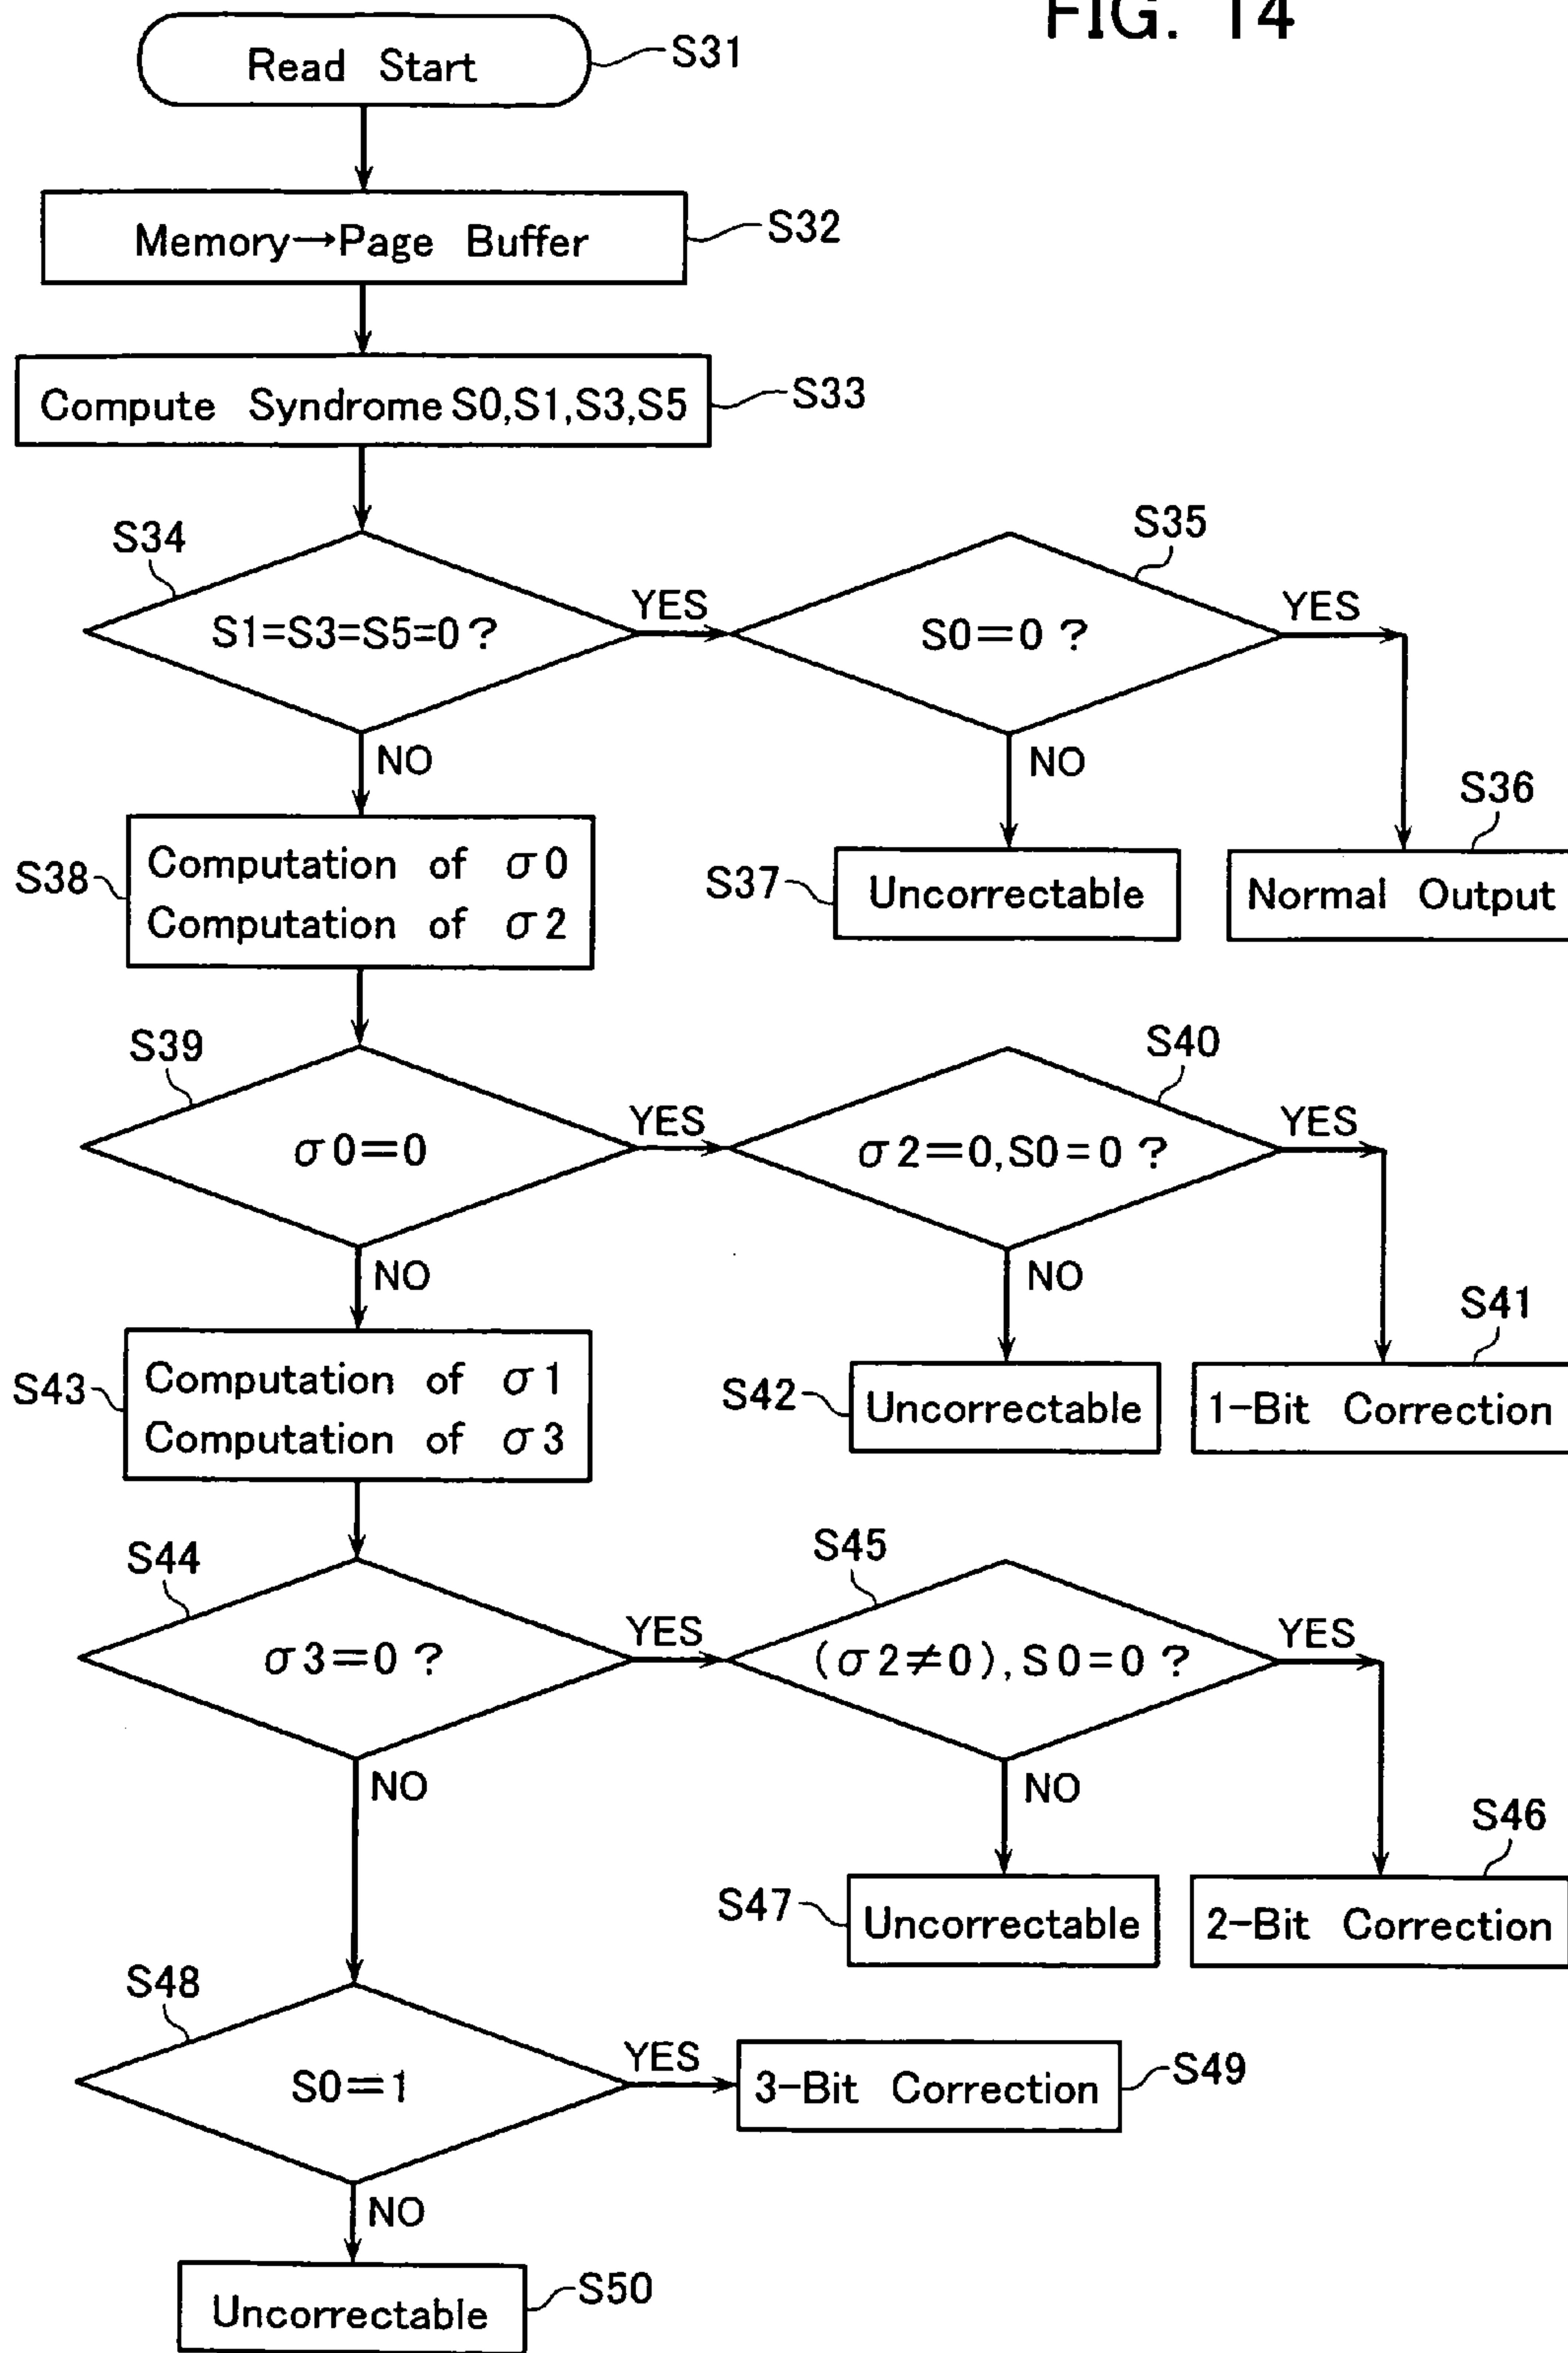 FIG. 14
Read Start
S31
Memory→Page Buffer
S32
Compute Syndrome S0,S1,S3,S5
S33
S34
S1=S3=S5=0?
YES
NO
S35
S0=0?
YES
NO
S36
Normal Output
S37
Uncorrectable
S38
Computation of σ0
Computation of σ2
S39
σ0=0
YES
NO
S40
σ2=0,S0=0?
YES
NO
S41
1-Bit Correction
S42
Uncorrectable
S43
Computation of σ1
Computation of σ3
S44
σ3=0?
YES
NO
S45
(σ2≠0),S0=0?
YES
NO
S46
2-Bit Correction
S47
Uncorrectable
S48
S0=1
YES
NO
3-Bit Correction
S49
Uncorrectable
S50